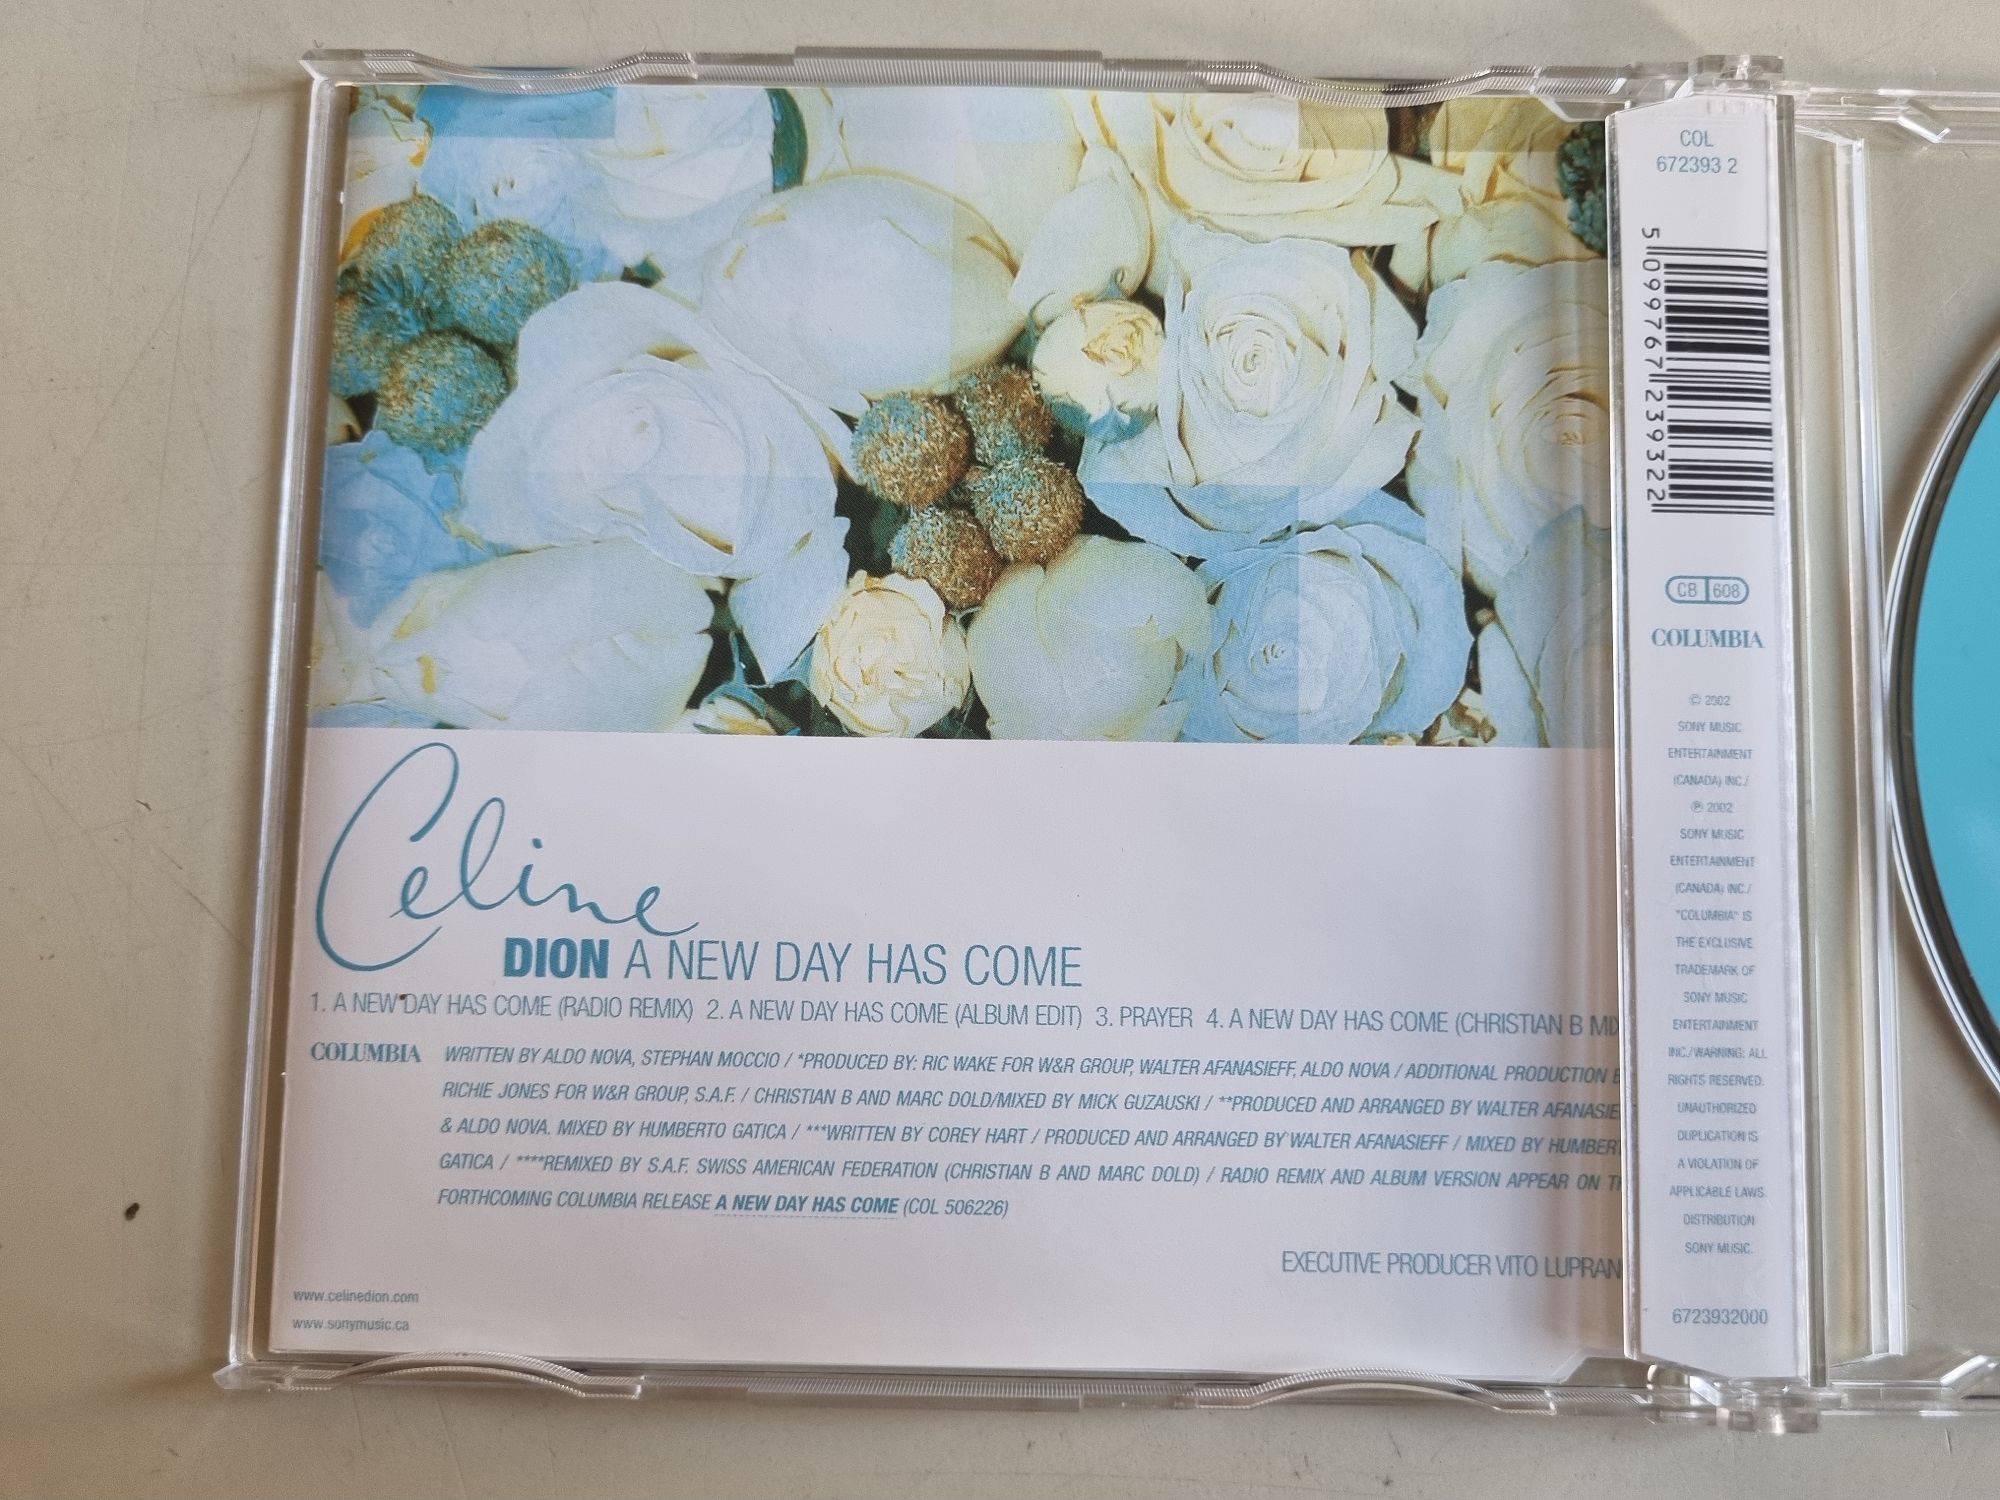 Celine
DION A NEW DAY HAS COME
1. A NEW DAY HAS COME (RADIO REMIX) 2. A NEW DAY HAS COME (ALBUM EDIT) 3. PRAYER 4. A NEW DAY HAS COME (CHRISTIAN B
COLUMBIA
WRITTEN BY ALDO NOVA, STEPHAN MOCCIO / *PRODUCED BY: RIC WAKE FOR W&R GROUP, WALTER AFANASIEFF, ALDO NOVA / ADDITIONAL PRODUCTION
RICHIE JONES FOR W&R GROUP, S.A.F. / CHRISTIAN B AND MARC DOLD/MIXED BY MICK GUZAUSKI / **PRODUCED AND ARRANGED BY WALTER
& ALDO NOVA. MIXED BY HUMBERTO GATICA / ***WRITTEN BY COREY HART / PRODUCED AND ARRANGED BY WALTER AFANASIEFF / MIXED BY
GATICA / ****REMIXED BY S.A.F. SWISS AMERICAN FEDERATION (CHRISTIAN B AND MARC DOLD) / RADIO REMIX AND ALBUM VERSION APPEAR ON
FORTHCOMING COLUMBIA RELEASE A NEW DAY HAS COME (COL 506226)
EXECUTIVE PRODUCER VITO
www.celinedion.com
www.sonymusic.ca
COL
672393 2
5 099767 239322
CB 608
COLUMBIA
© 2002
SONY MUSIC
ENTERTAINMENT
(CANADA) INC./
℗ 2002
SONY MUSIC
ENTERTAINMENT
(CANADA) INC./
"COLUMBIA" IS
THE EXCLUSIVE
TRADEMARK OF
SONY MUSIC
ENTERTAINMENT
INC./WARNING: ALL
RIGHTS RESERVED.
UNAUTHORIZED
DUPLICATION IS
A VIOLATION OF
APPLICABLE LAWS.
DISTRIBUTION
SONY MUSIC.
6723932000